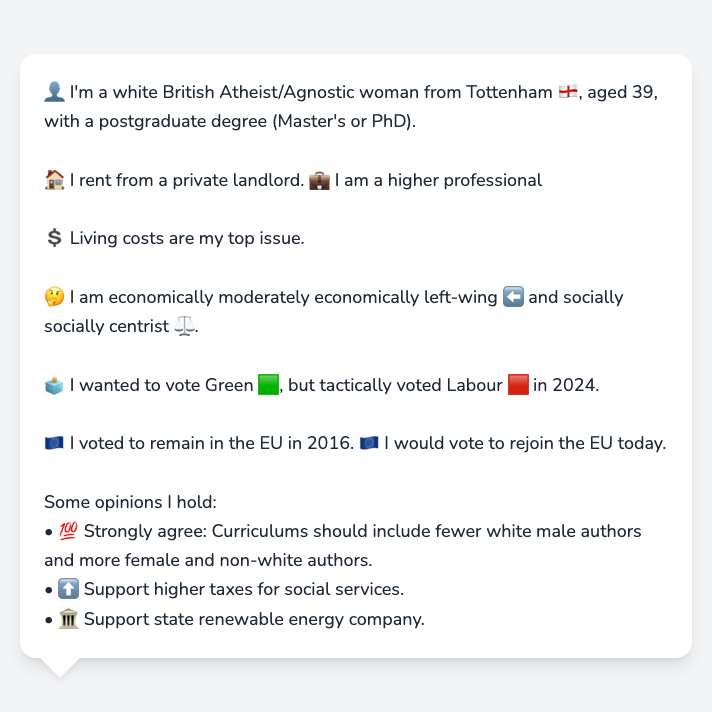 👤 I'm a white British Atheist/Agnostic woman from Tottenham 🏴󠁧󠁢󠁥󠁮󠁧󠁿, aged 39,
with a postgraduate degree (Master's or PhD).
🏠 I rent from a private landlord. 💼 I am a higher professional
💲 Living costs are my top issue.
🤔 I am economically moderately economically left-wing ⬅️ and socially
socially centrist ⚖️.
🗳️ I wanted to vote Green 🟩, but tactically voted Labour 🟥 in 2024.
🇪🇺 I voted to remain in the EU in 2016. 🇪🇺 I would vote to rejoin the EU today.
Some opinions I hold:
• 💯 Strongly agree: Curriculums should include fewer white male authors
and more female and non-white authors.
• ⬆️ Support higher taxes for social services.
• 🏛️ Support state renewable energy company.